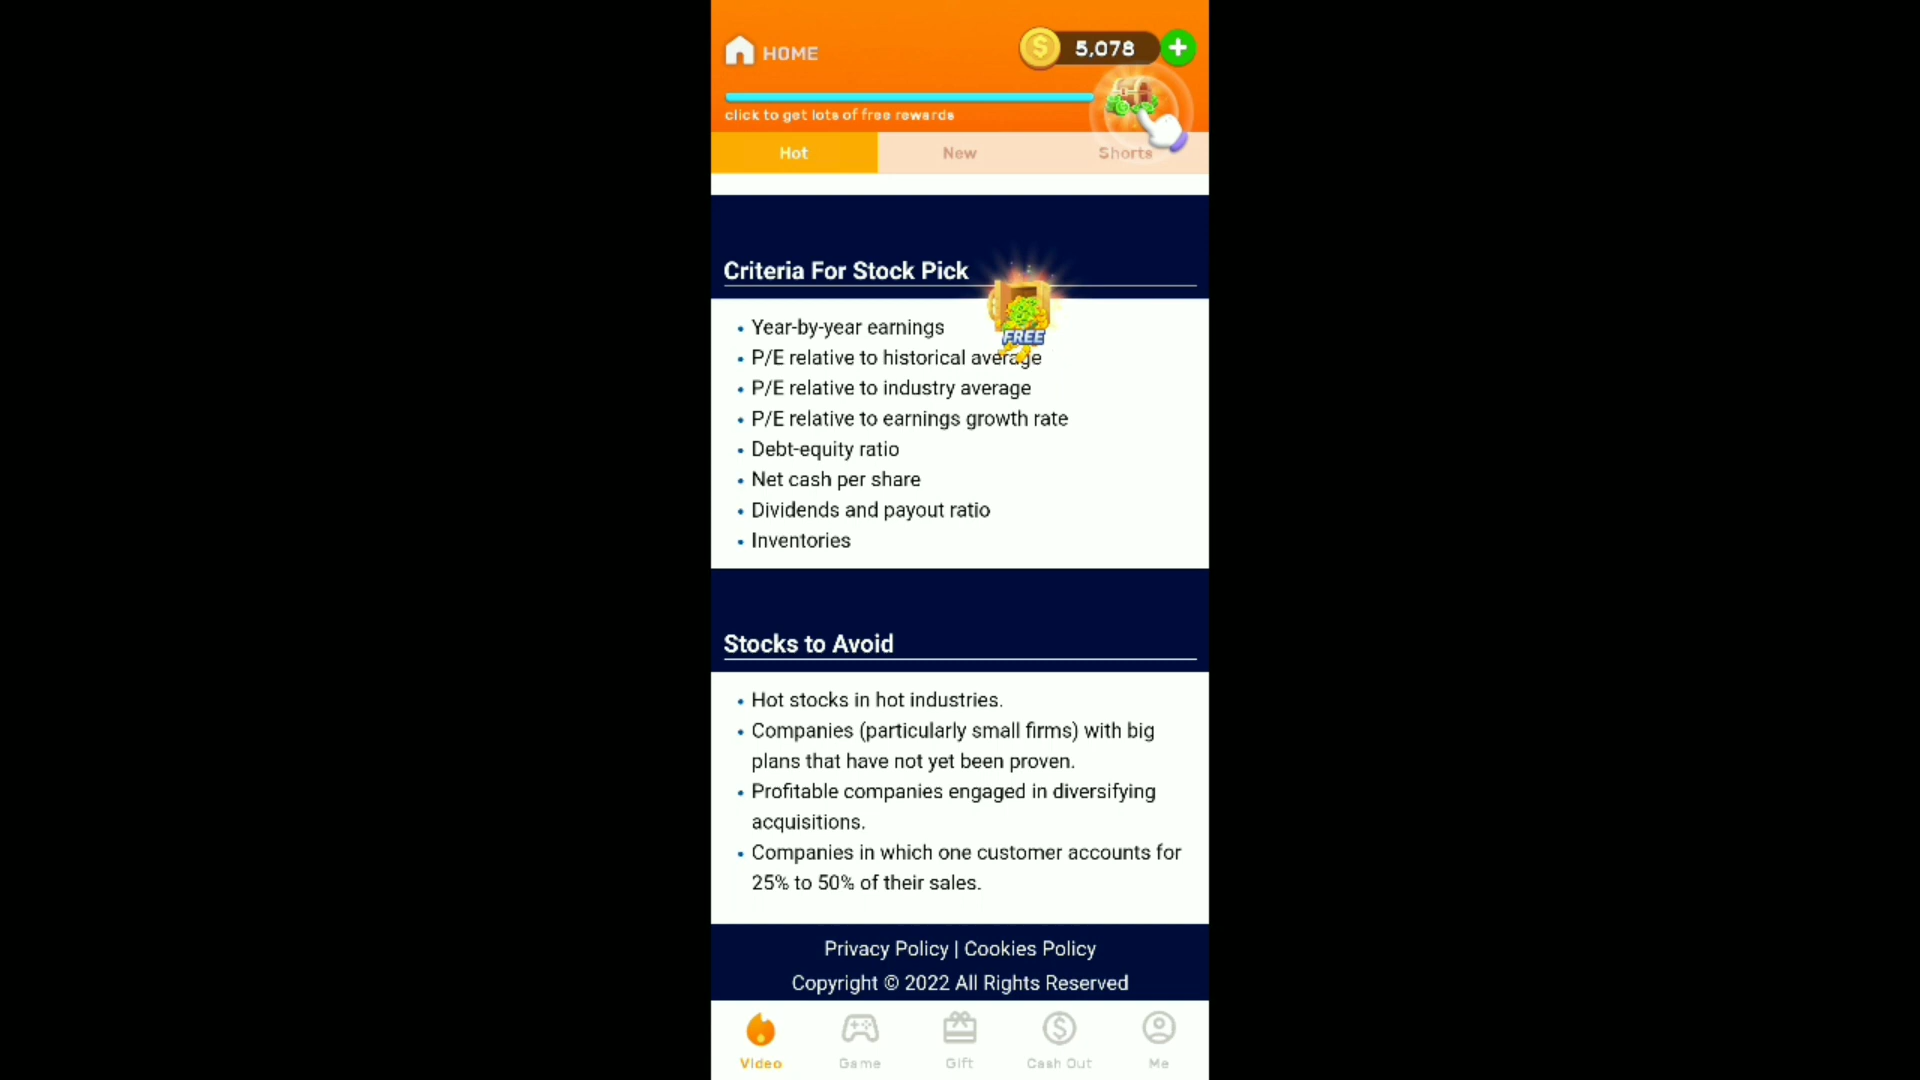 HOME
5,078
click to get lots of free rewards
Hot
New
Shorts
Criteria For Stock Pick
Year-by-year earnings
FREE
P/E relative to historical average
P/E relative to industry average
P/E relative to earnings growth rate
Debt-equity ratio
Net cash per share
Dividends and payout ratio
Inventories
Stocks to Avoid
Hot stocks in hot industries.
Companies (particularly small firms) with big
plans that have not yet been proven.
Profitable companies engaged in diversifying
acquisitions.
Companies in which one customer accounts for
25% to 50% of their sales.
Privacy Policy | Cookies Policy
Copyright © 2022 All Rights Reserved
Video
Game
Gift
Cash Out
Me